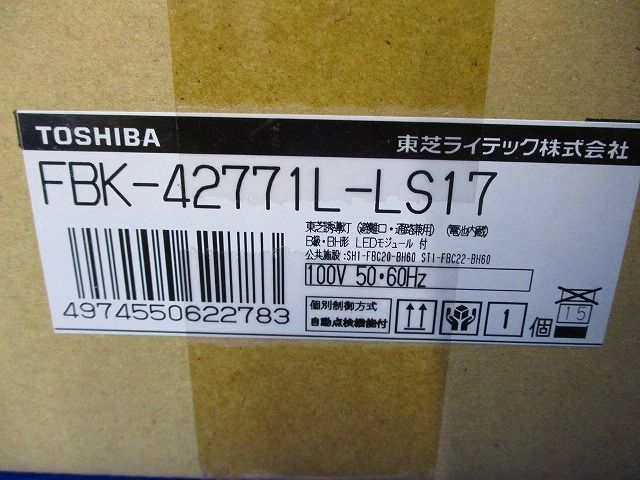 TOSHIBA 東芝ライテック株式会社
FBK-42771L-LS17
東芝誘導灯 (避難口・通路兼用) (電池内蔵)
B級・BH形 LEDモジュール 付
公共施設:SH1-FBC20-BH60 ST1-FBC22-BH60
100V 50・60Hz
4974550622783
個別制御方式
自動点検機能付
1 個
15